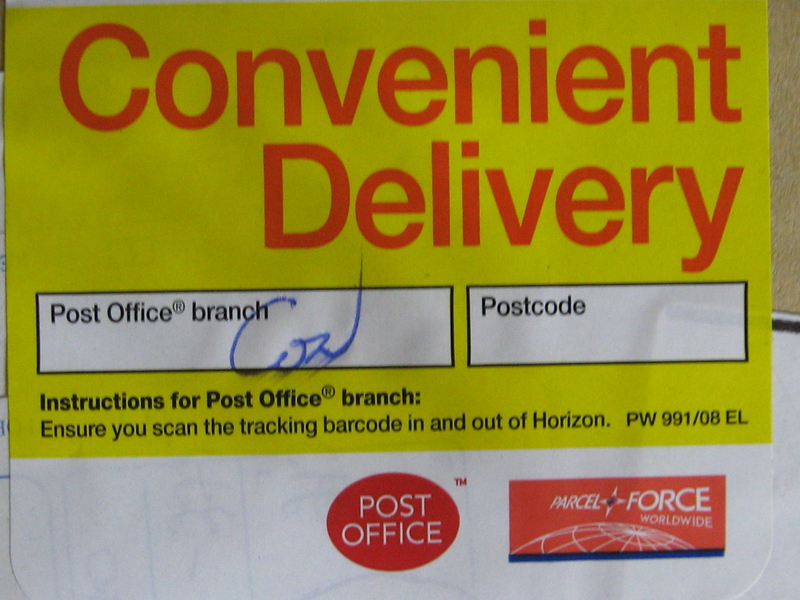 Convenient
Delivery
Post Office® branch
Postcode
Instructions for Post Office® branch:
Ensure you scan the tracking barcode in and out of Horizon. PW 991/08 EL
POST OFFICE™
PARCEL FORCE
WORLDWIDE